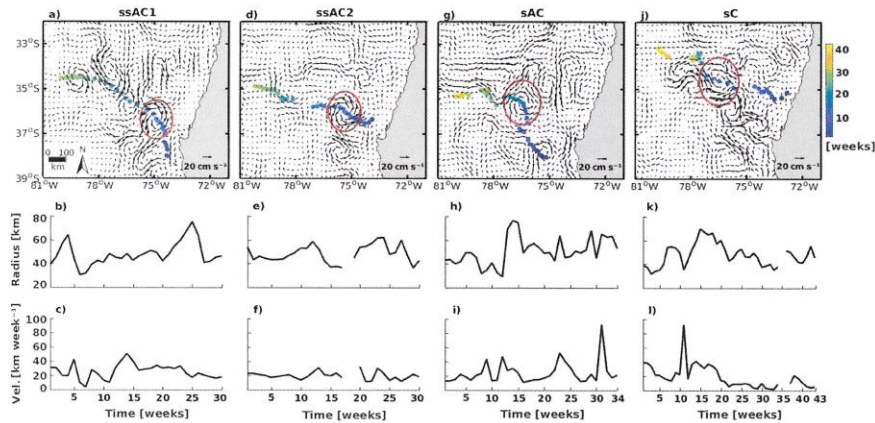 a) ssAC1 d) ssAC2 g) sAC j) sC
33°S
35°S
37°S
39°S
0 100
km
N
20 cm s⁻¹ 20 cm s⁻¹ 20 cm s⁻¹ 20 cm s⁻¹
81°W 78°W 75°W 81°W 78°W 75°W 81°W 78°W 75°W 81°W 78°W 75°W
40
30
20
10
[weeks]
b) e) h) k)
Radius [km]
80
60
40
20
c) f) i) l)
Vel. [km week⁻¹]
100
80
60
40
20
0
5 10 15 20 25 30 5 10 15 20 25 30 5 10 15 20 25 30 34 5 10 15 20 25 30 35 40 43
Time [weeks] Time [weeks] Time [weeks] Time [weeks]